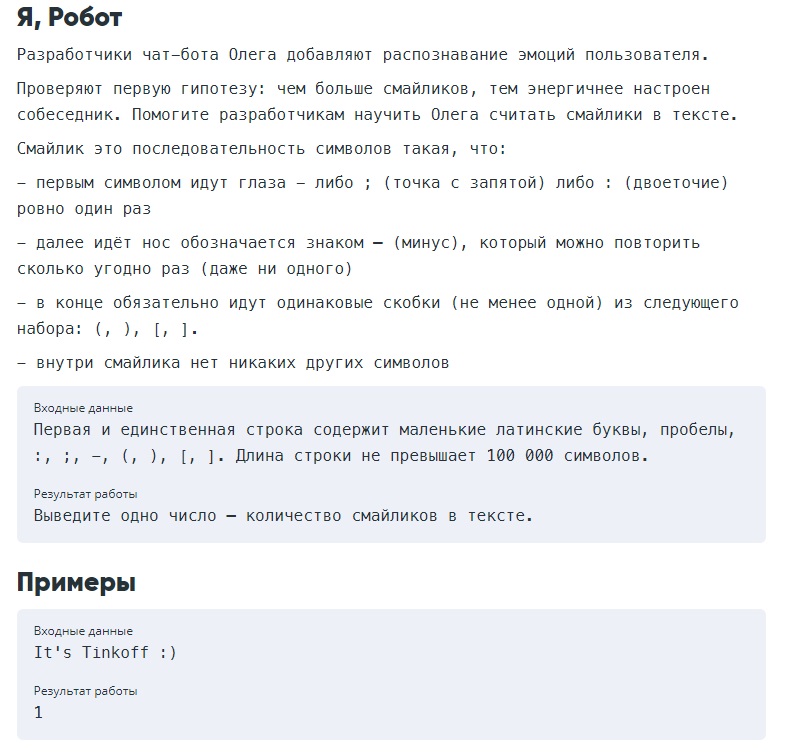 Я, Робот
Разработчики чат-бота Олега добавляют распознавание эмоций пользователя.
Проверяют первую гипотезу: чем больше смайликов, тем энергичнее настроен
собеседник. Помогите разработчикам научить Олега считать смайлики в тексте.
Смайлик это последовательность символов такая, что:
– первым символом идут глаза – либо ; (точка с запятой) либо : (двоеточие)
ровно один раз
– далее идёт нос обозначается знаком — (минус), который можно повторить
сколько угодно раз (даже ни одного)
– в конце обязательно идут одинаковые скобки (не менее одной) из следующего
набора: (, ), [, ].
– внутри смайлика нет никаких других символов
Входные данные
Первая и единственная строка содержит маленькие латинские буквы, пробелы,
:, ;, –, (, ), [, ]. Длина строки не превышает 100 000 символов.
Результат работы
Выведите одно число — количество смайликов в тексте.
Примеры
Входные данные
It's Tinkoff :)
Результат работы
1